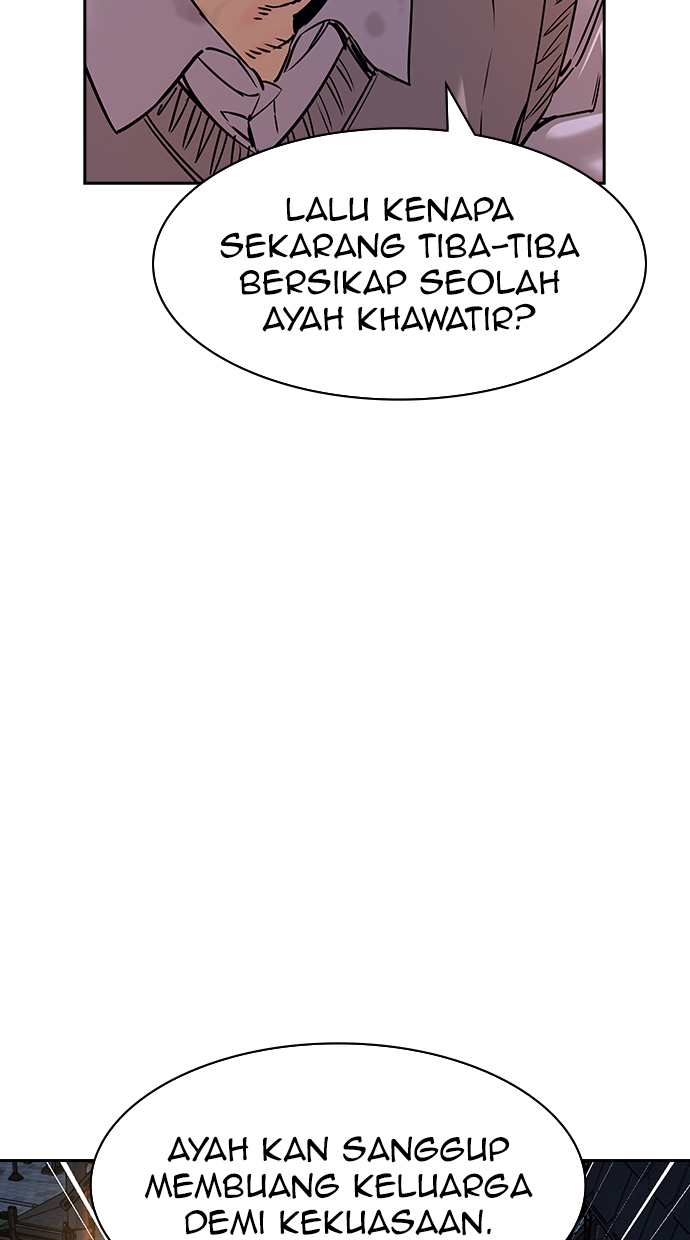 LALU KENAPA
SEKARANG TIBA-TIBA
BERSIKAP SEOLAH
AYAH KHAWATIR?
AYAH KAN SANGGUP
MEMBUANG KELUARGA
DEMI KEKUASAAN.